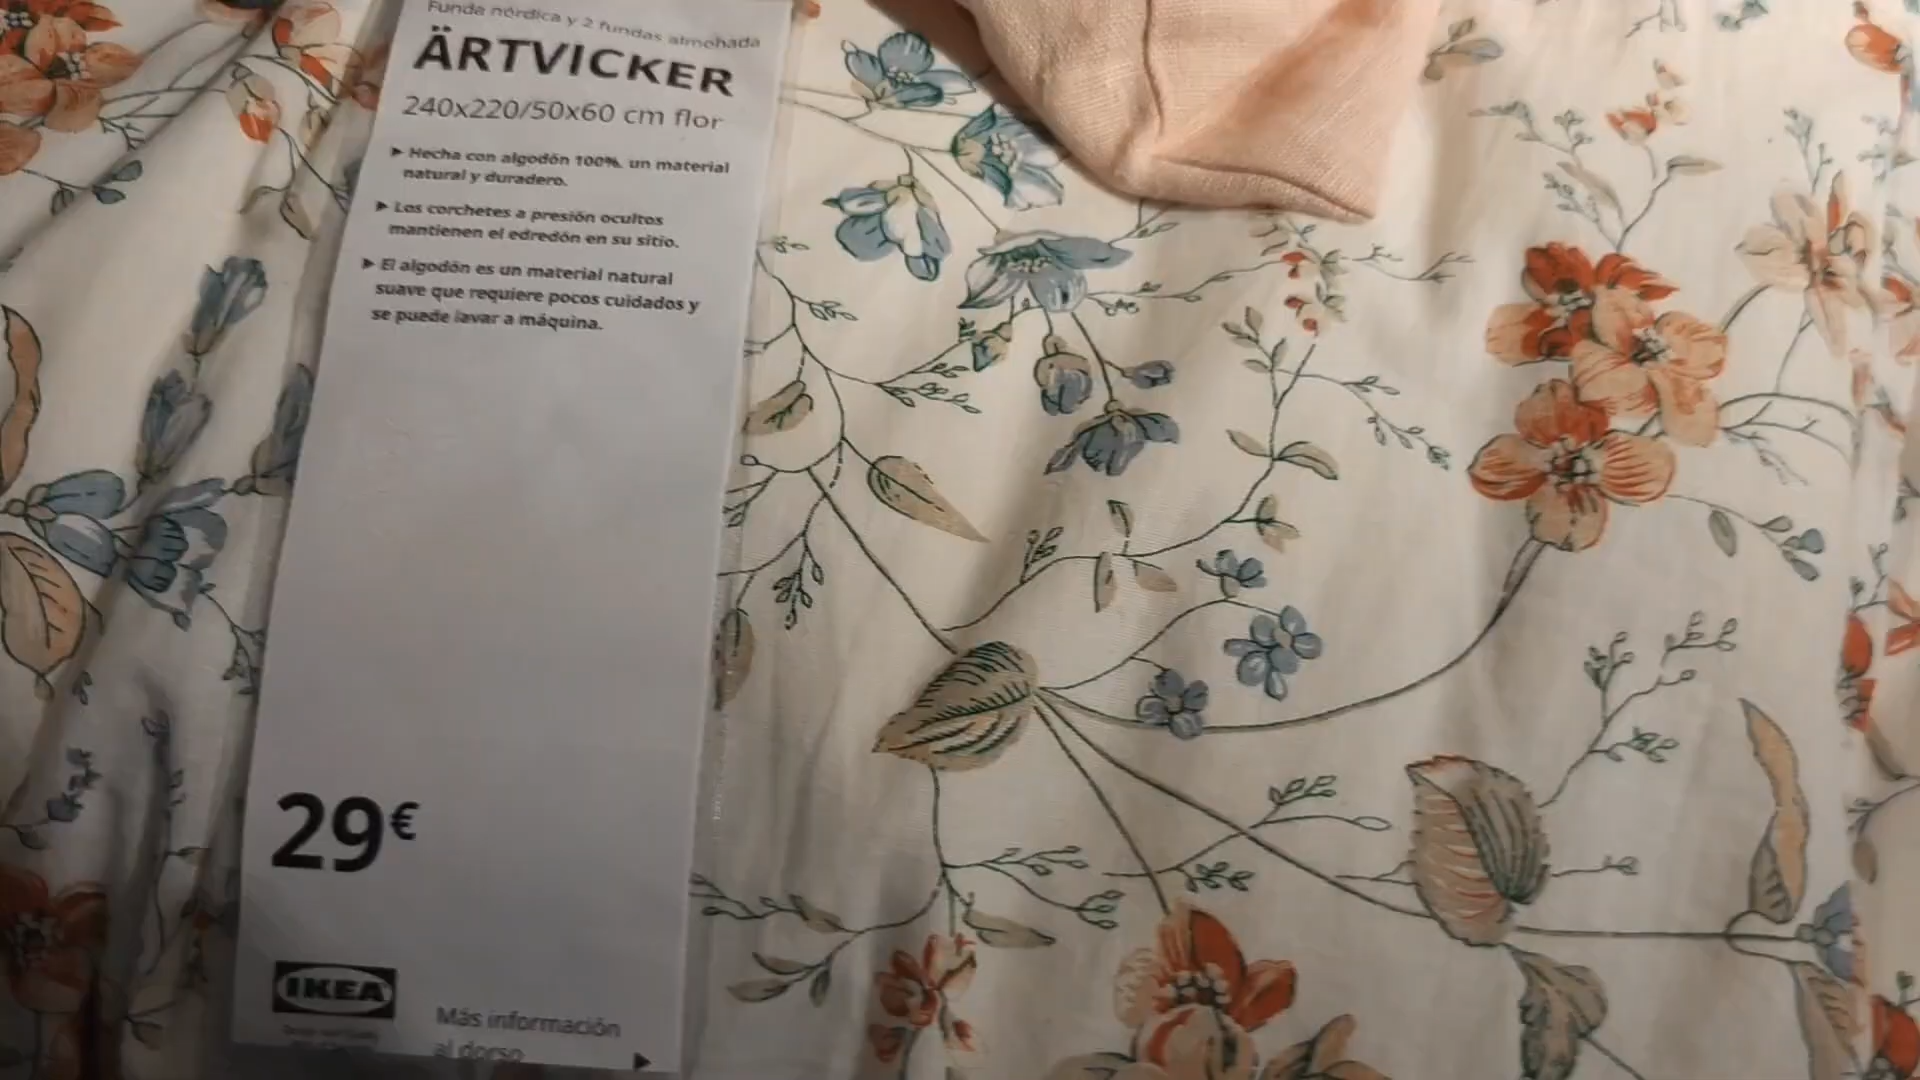 Funda nórdica y 2 fundas almohada
ÄRTVICKER
240x220/50x60 cm flor
▶ Hecha con algodón 100%, un material
natural y duradero.
▶ Los corchetes a presión ocultos
mantienen el edredón en su sitio.
▶ El algodón es un material natural
suave que requiere pocos cuidados y
se puede lavar a máquina.
29€
IKEA
Más información
al dorso